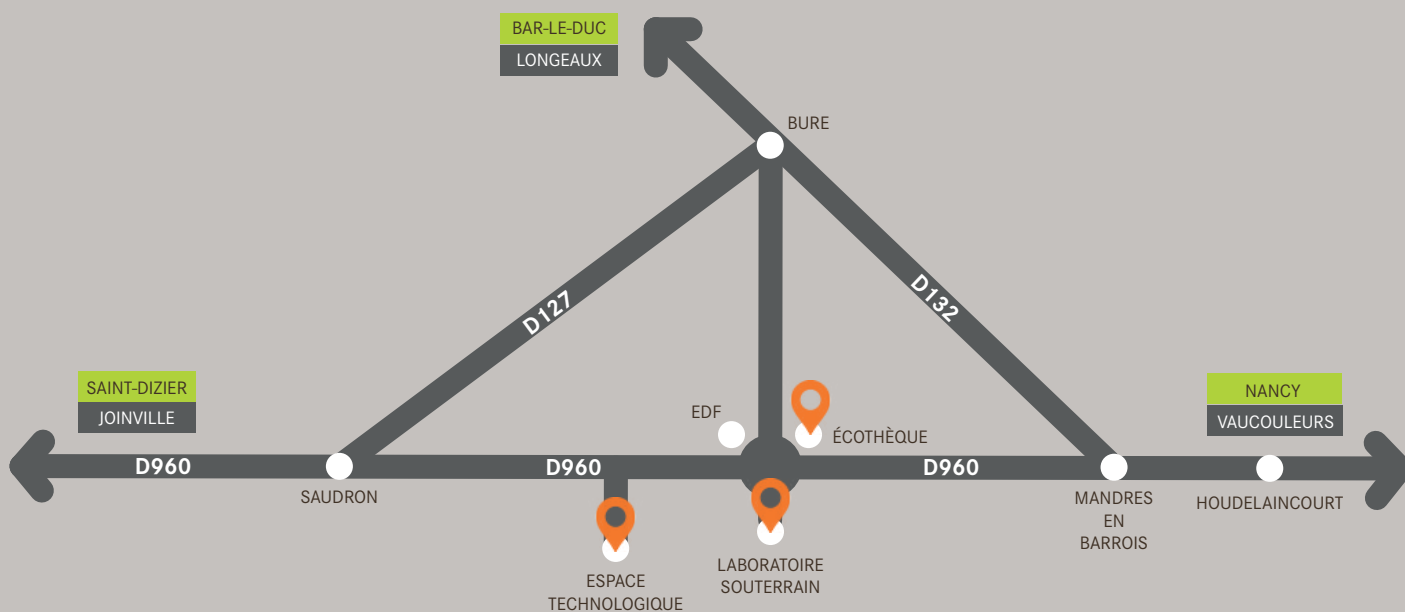 BAR-LE-DUC
LONGEAUX
BURE
D127
D132
SAINT-DIZIER
JOINVILLE
NANCY
VAUCOULEURS
EDF
ÉCOTHÈQUE
D960
D960
D960
SAUDRON
MANDRES
EN
BARROIS
HOUDELAINCOURT
LABORATOIRE
SOUTERRAIN
ESPACE
TECHNOLOGIQUE